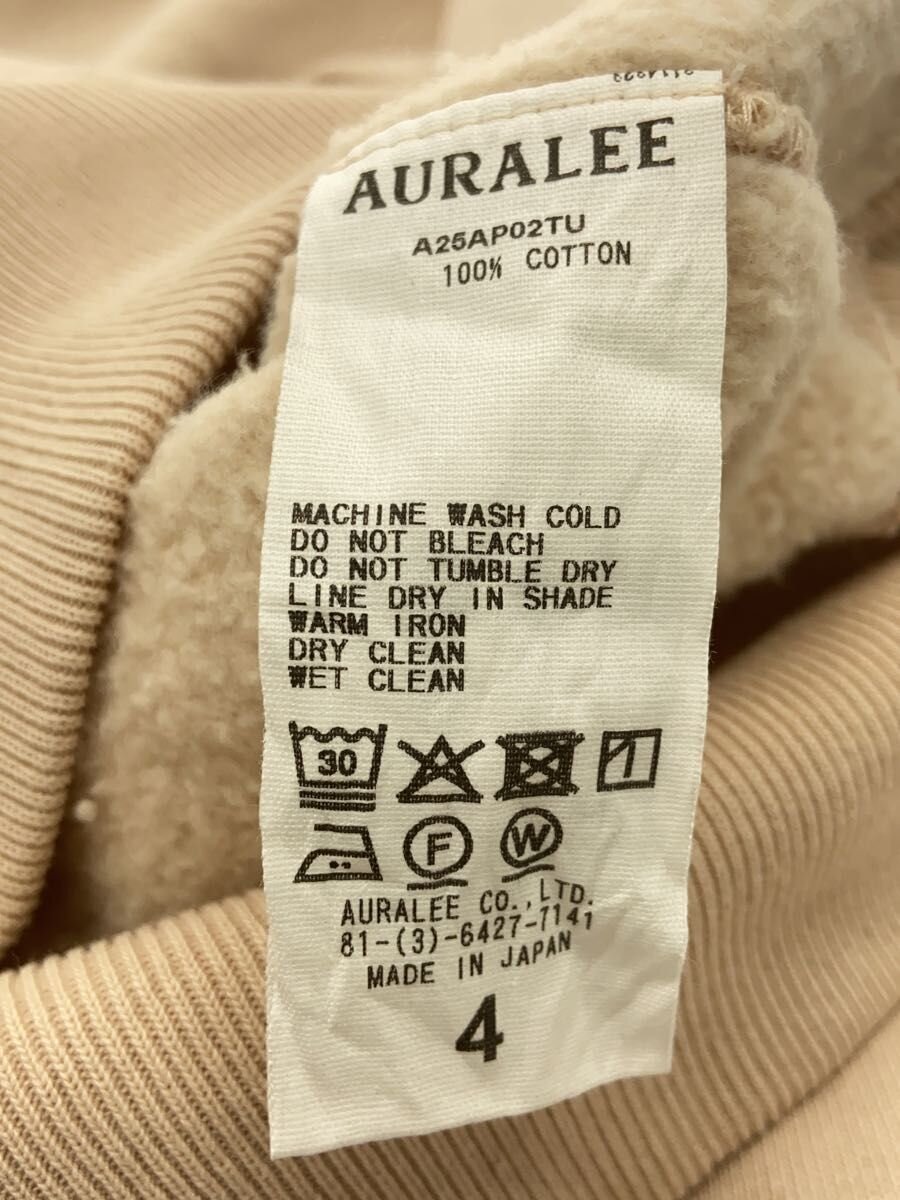 AURALEE
A25AP02TU
100% COTTON
MACHINE WASH COLD
DO NOT BLEACH
DO NOT TUMBLE DRY
LINE DRY IN SHADE
WARM IRON
DRY CLEAN
WET CLEAN
30
F W
AURALEE CO.,LTD.
81-(3)-6427-7141
MADE IN JAPAN
4